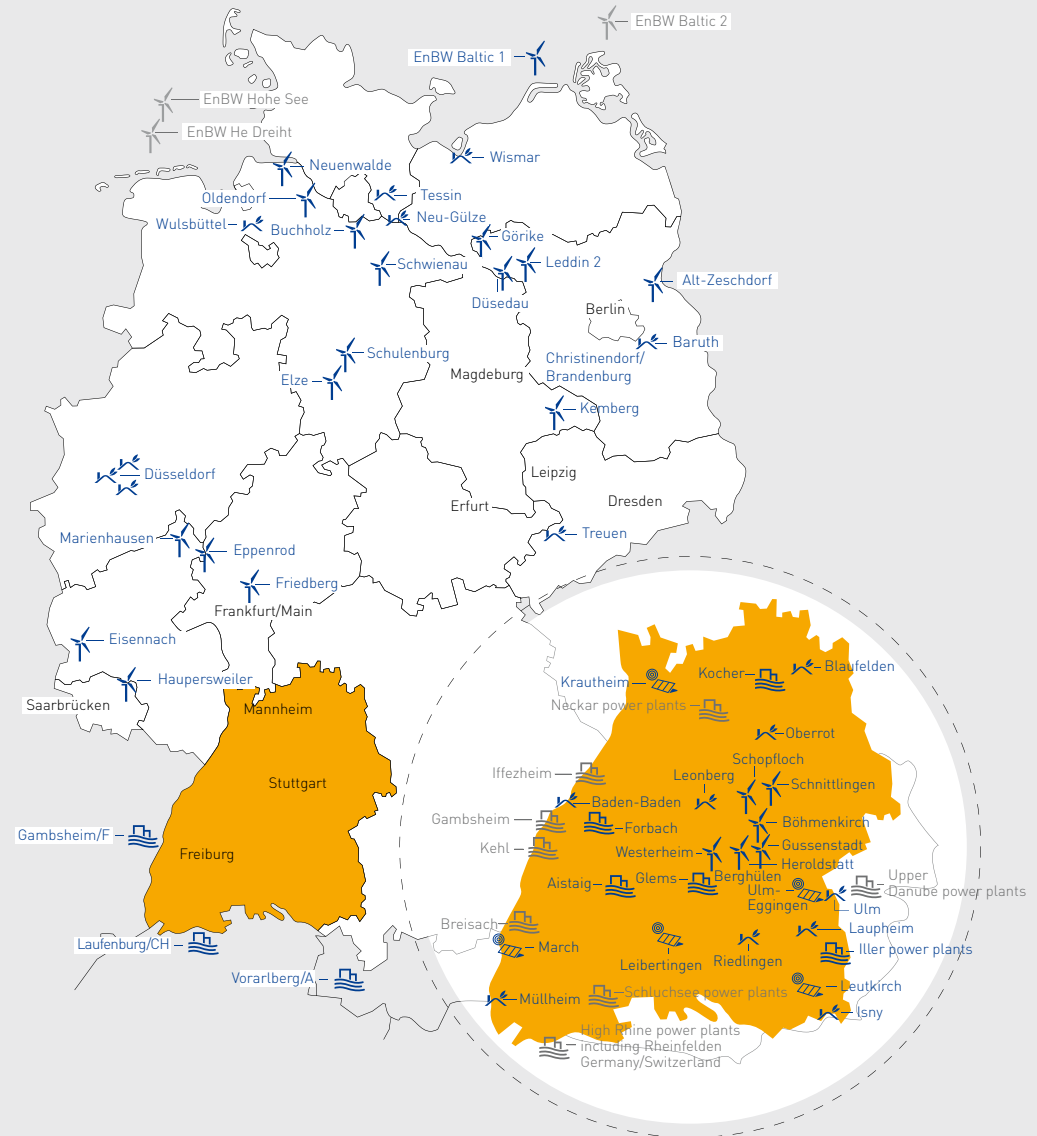 EnBW Baltic 2
EnBW Baltic 1
EnBW Hohe See
EnBW He Dreiht
Wismar
Neuenwalde
Oldendorf
Tessin
Wulsbüttel
Buchholz
Neu-Gülze
Görike
Schwienau
Leddin 2
Düsedau
Alt-Zeschdorf
Berlin
Baruth
Schulenburg
Elze
Magdeburg
Christinendorf/
Brandenburg
Kemberg
Düsseldorf
Leipzig
Dresden
Erfurt
Marienhausen
Eppenrod
Treuen
Friedberg
Frankfurt/Main
Eisennach
Haupersweiler
Saarbrücken
Mannheim
Stuttgart
Gambsheim/F
Freiburg
Laufenburg/CH
Vorarlberg/A
Krautheim
Kocher
Blaufelden
Neckar power plants
Oberrot
Schopfloch
Iffezheim
Leonberg
Schnittlingen
Baden-Baden
Gambsheim
Forbach
Böhmenkirch
Kehl
Westerheim
Gussenstadt
Heroldstatt
Aistaig
Glems
Berghülen
Ulm-
Eggingen
Upper
Danube power plants
Ulm
Breisach
March
Leibertingen
Riedlingen
Laupheim
Iller power plants
Müllheim
Schluchsee power plants
Leutkirch
Isny
High Rhine power plants
including Rheinfelden
Germany/Switzerland